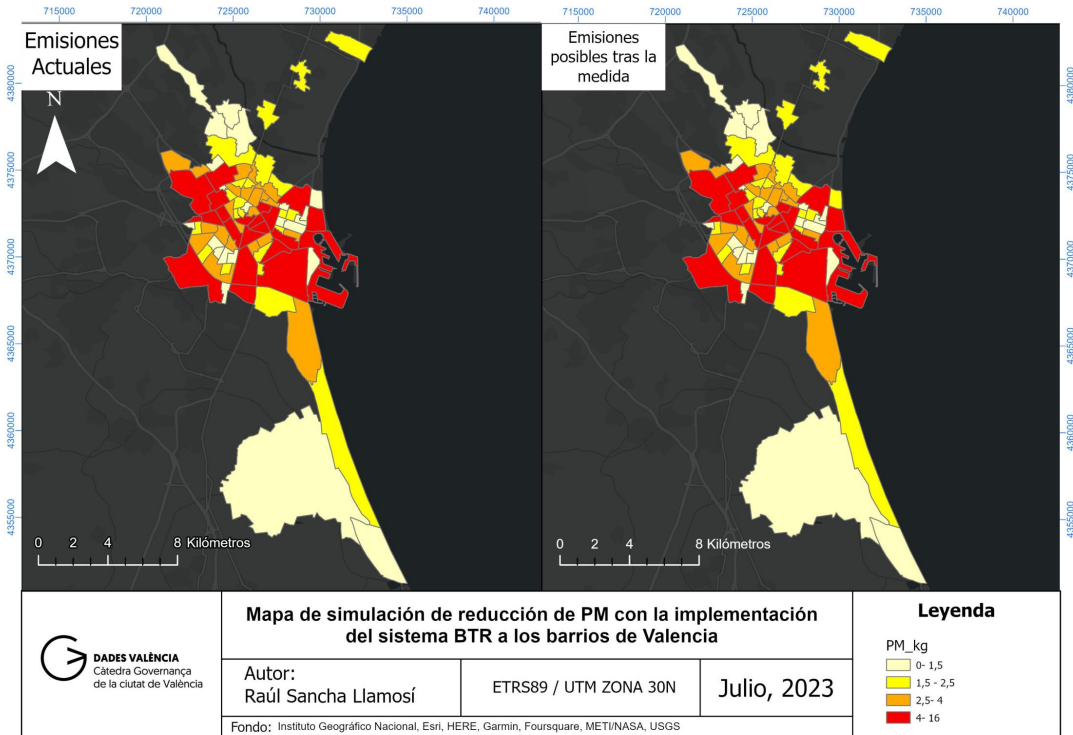 715000 720000 725000 730000 735000 740000 715000 720000 725000 730000 735000 740000
Emisiones
Actuales
Emisiones
posibles tras la
medida
N
4380000
4375000
4370000
4365000
4360000
4355000
4380000
4375000
4370000
4365000
4360000
4355000
0 2 4 8 Kilómetros
0 2 4 8 Kilómetros
DADES VALÈNCIA
Càtedra Governança
de la ciutat de València
Mapa de simulación de reducción de PM con la implementación
del sistema BTR a los barrios de Valencia
Autor:
Raúl Sancha Llamosí
ETRS89 / UTM ZONA 30N
Julio, 2023
Fondo: Instituto Geográfico Nacional, Esri, HERE, Garmin, Foursquare, METI/NASA, USGS
Leyenda
PM_kg
0- 1,5
1,5 - 2,5
2,5- 4
4- 16